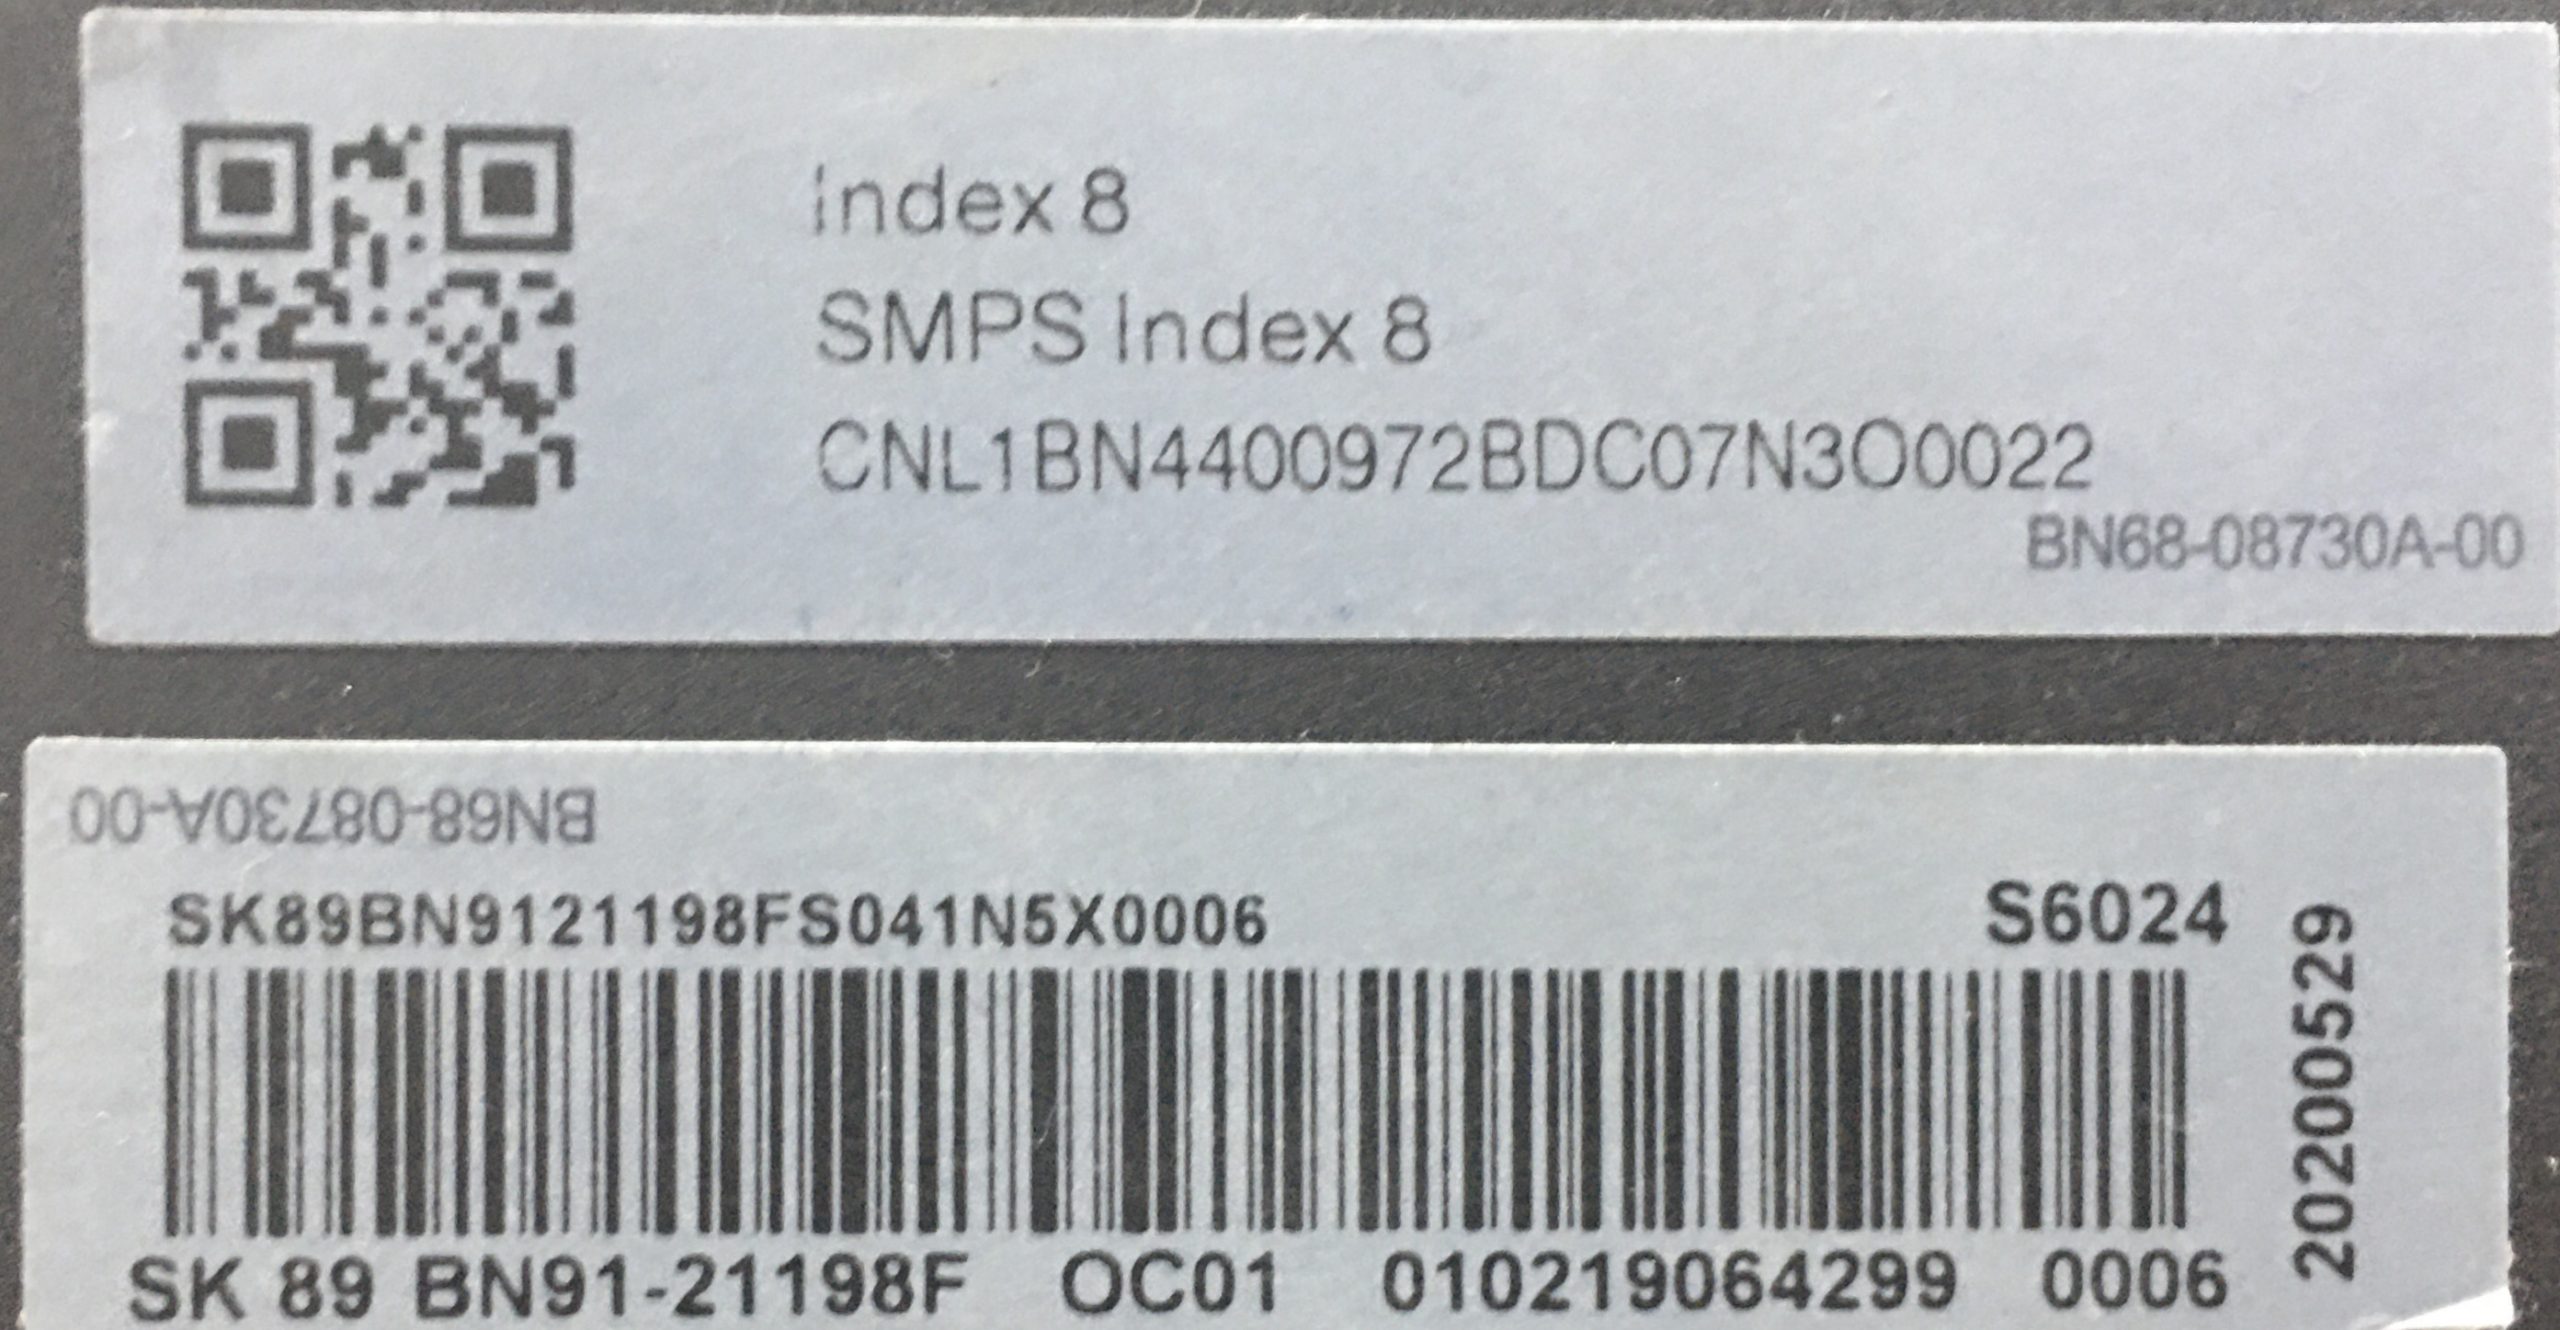 Index 8
SMPS Index 8
CNL1BN4400972BDC07N3O0022
BN68-08730A-00
BN68-08730A-00
SK89BN9121198FS041N5X0006
S6024
20200529
SK 89 BN91-21198F OC01 010219064299 0006